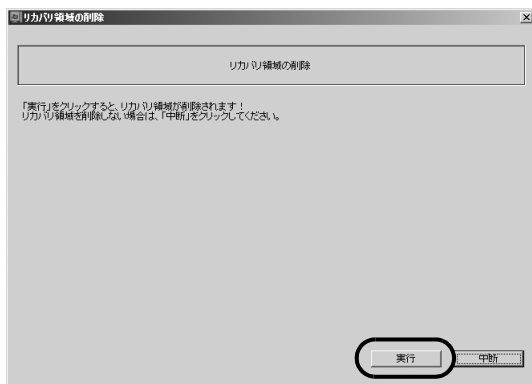 リカバリ領域の削除
リカバリ領域の削除
「実行」をクリックすると、リカバリ領域が削除されます！
リカバリ領域を削除しない場合は、「中断」をクリックしてください。
実行
中断